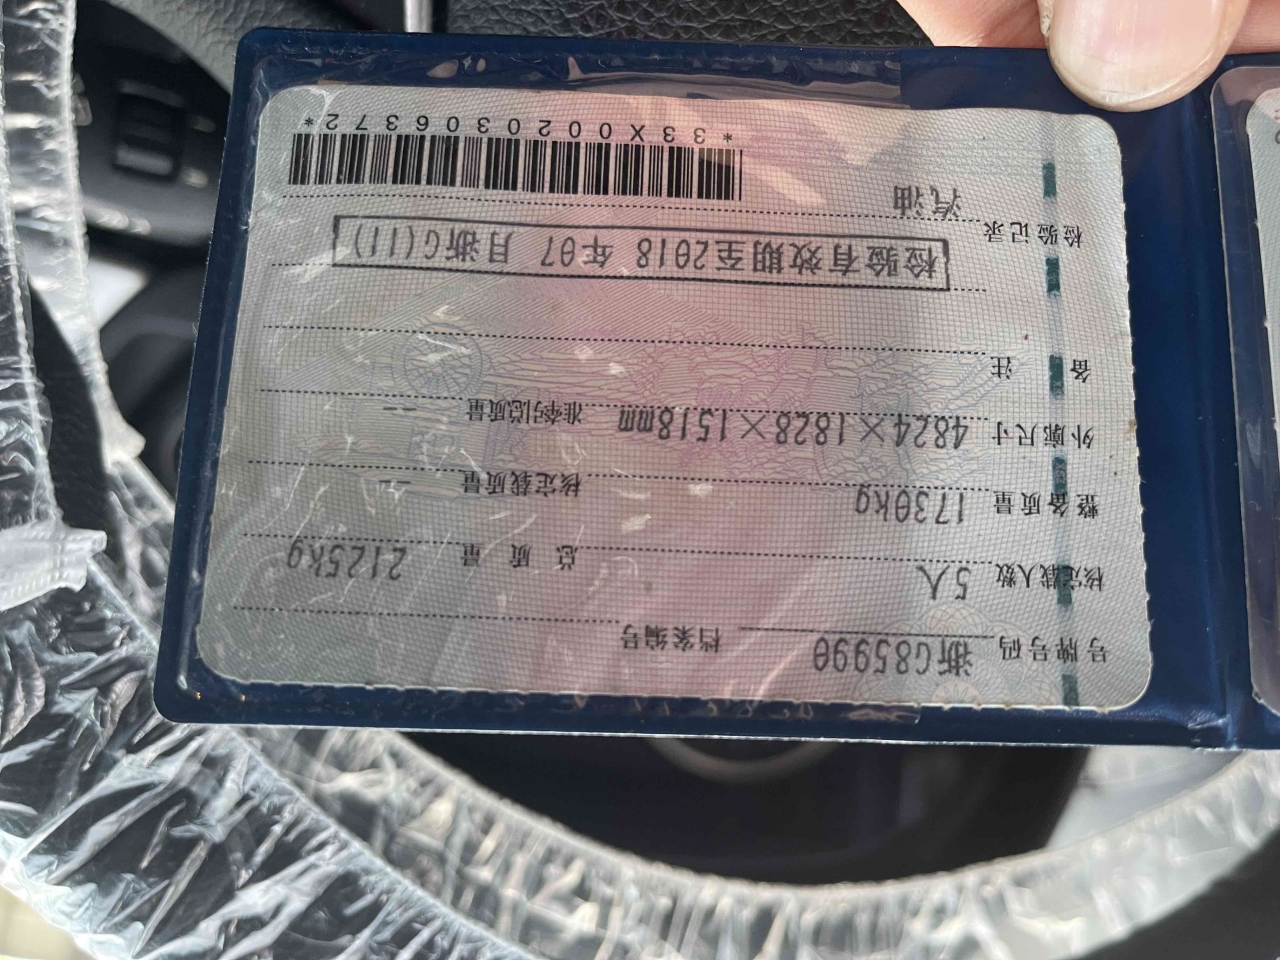 号牌号码 浙G85990 档案编号
核定载人数 5人 总质量 2125kg
整备质量 1730kg 核定载质量 --
外廓尺寸 4824×1828×1518mm 准牵引总质量 --
备注
检验有效期至2018年07月浙G(11)
检验记录
汽油
*33X0002030306372*